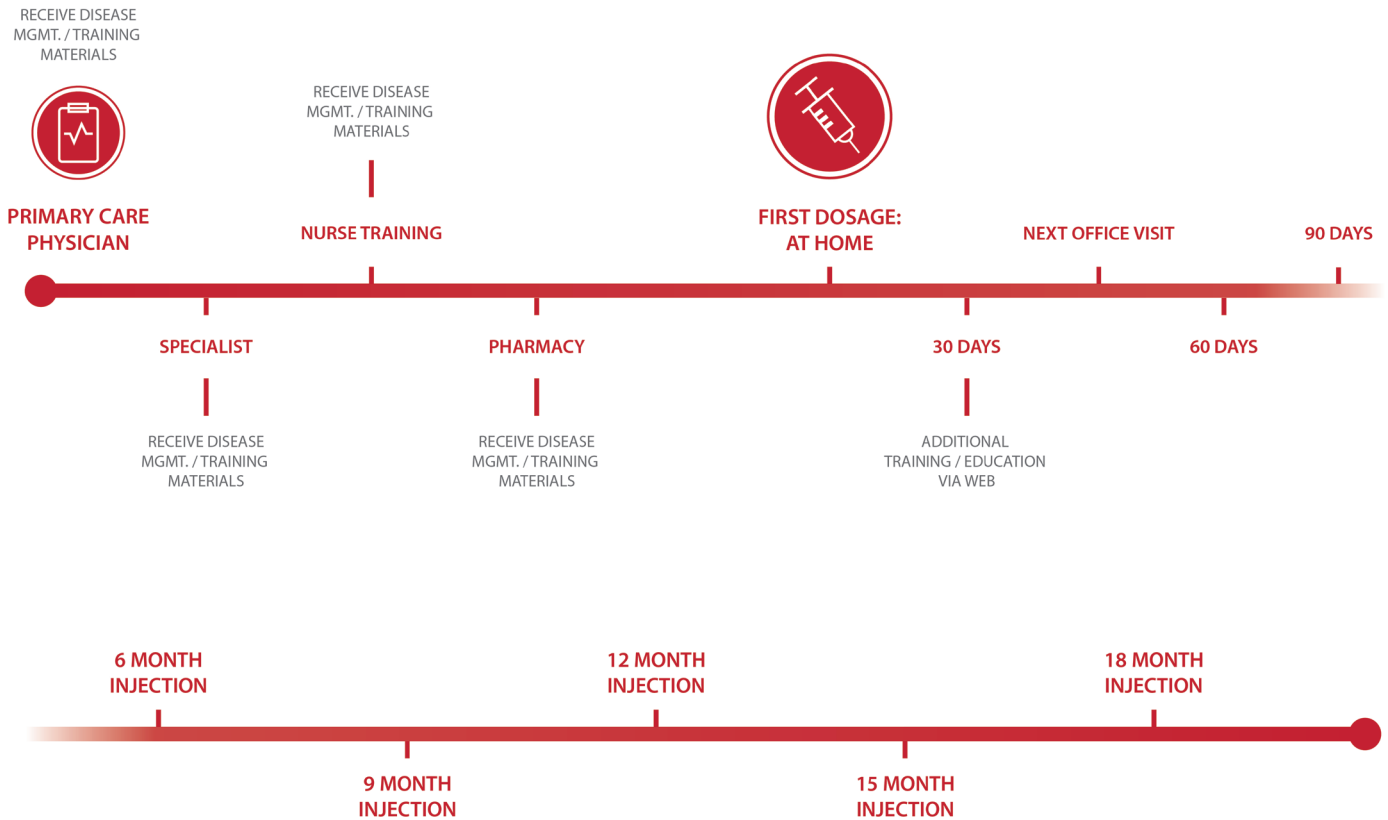 RECEIVE DISEASE
MGMT. / TRAINING
MATERIALS
PRIMARY CARE
PHYSICIAN
SPECIALIST
RECEIVE DISEASE
MGMT. / TRAINING
MATERIALS
RECEIVE DISEASE
MGMT. / TRAINING
MATERIALS
NURSE TRAINING
PHARMACY
RECEIVE DISEASE
MGMT. / TRAINING
MATERIALS
FIRST DOSAGE:
AT HOME
30 DAYS
ADDITIONAL
TRAINING / EDUCATION
VIA WEB
NEXT OFFICE VISIT
60 DAYS
90 DAYS
6 MONTH
INJECTION
9 MONTH
INJECTION
12 MONTH
INJECTION
15 MONTH
INJECTION
18 MONTH
INJECTION